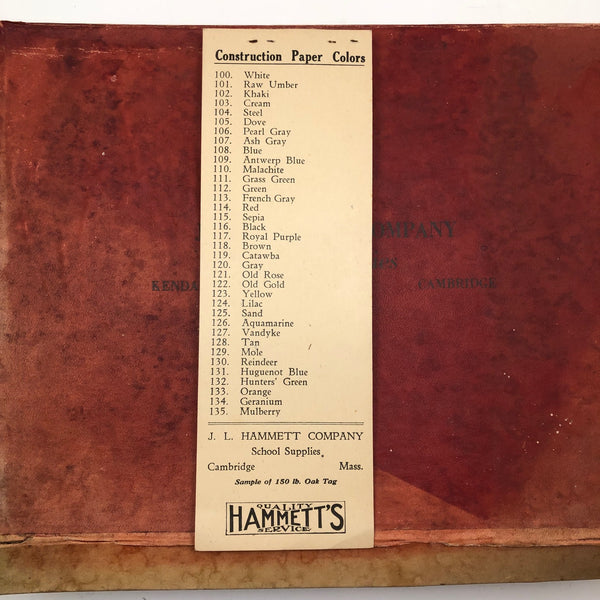 Construction Paper Colors
100. White
101. Raw Umber
102. Khaki
103. Cream
104. Steel
105. Dove
106. Pearl Gray
107. Ash Gray
108. Blue
109. Antwerp Blue
110. Malachite
111. Grass Green
112. Green
113. French Gray
114. Red
115. Sepia
116. Black
117. Royal Purple
118. Brown
119. Catawba
120. Gray
121. Old Rose
122. Old Gold
123. Yellow
124. Lilac
125. Sand
126. Aquamarine
127. Vandyke
128. Tan
129. Mole
130. Reindeer
131. Huguenot Blue
132. Hunters' Green
133. Orange
134. Geranium
135. Mulberry
J. L. HAMMETT COMPANY
School Supplies
Cambridge Mass.
Sample of 150 lb. Oak Tag
QUALITY
HAMMETT'S
SERVICE
OMPANY
KENDA
CAMBRIDGE